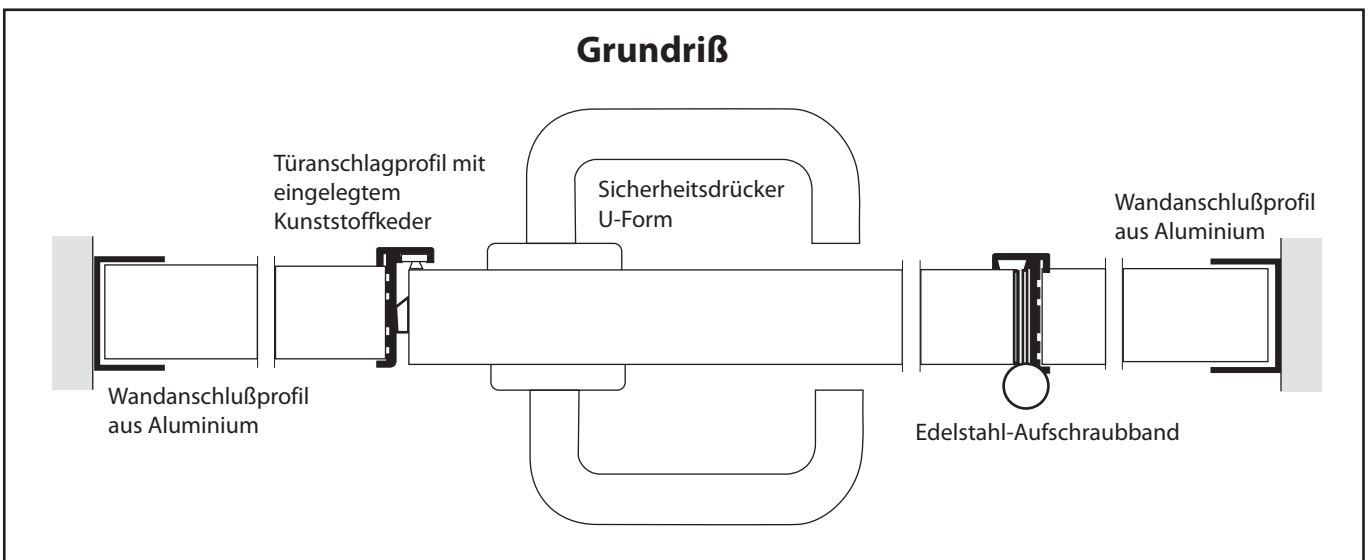 Grundriß
Türanschlagprofil mit
eingelegtem
Kunststoffkeder
Sicherheitsdrücker
U-Form
Wandanschlußprofil
aus Aluminium
Wandanschlußprofil
aus Aluminium
Edelstahl-Aufschraubband